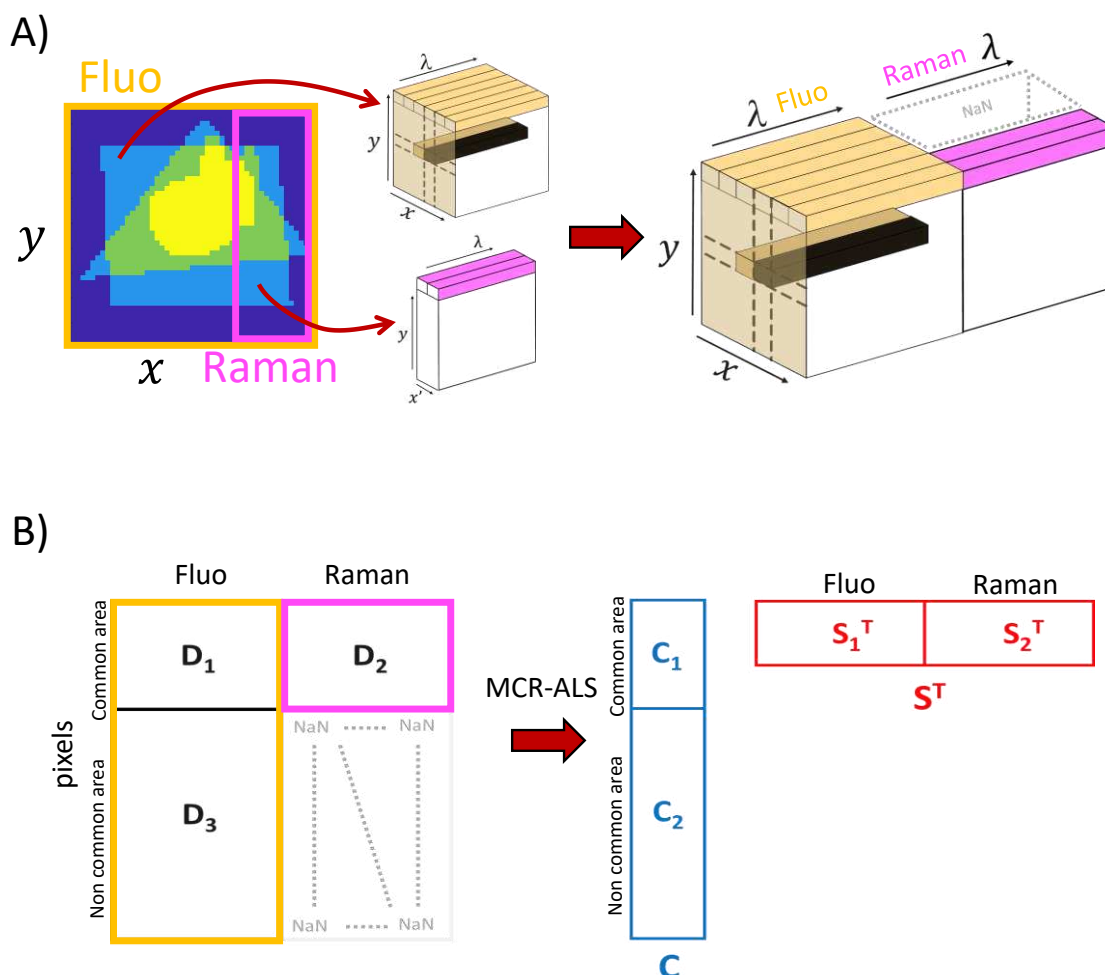 A)
Fluo
y
x
Raman
λ
y
x
λ
y
x'
λ Fluo
Raman λ
NaN
y
x
B)
Fluo Raman
Common area
Non common area
pixels
D₁ D₂
D₃
NaN NaN
NaN NaN
MCR-ALS
Common area
Non common area
C₁
C₂
C
Fluo Raman
S₁ᵀ S₂ᵀ
Sᵀ